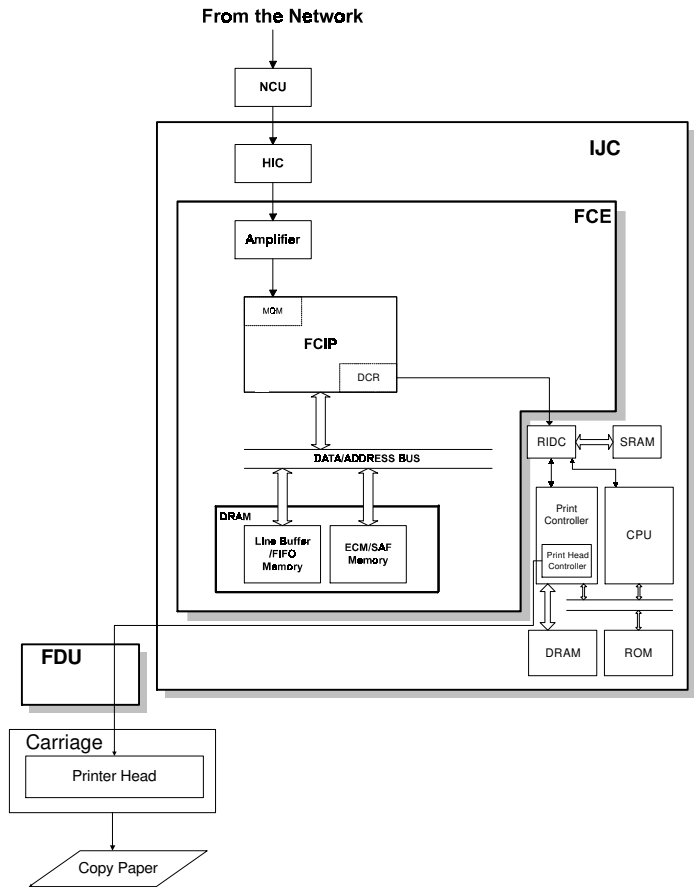 From the Network
NCU
IJC
HIC
FCE
Amplifier
MQM
FCIP
DCR
RIDC
SRAM
DATA/ADDRESS BUS
DRAM
Line Buffer
/FIFO
Memory
ECM/SAF
Memory
Print
Controller
CPU
Print Head
Controller
DRAM
ROM
FDU
Carriage
Printer Head
Copy Paper